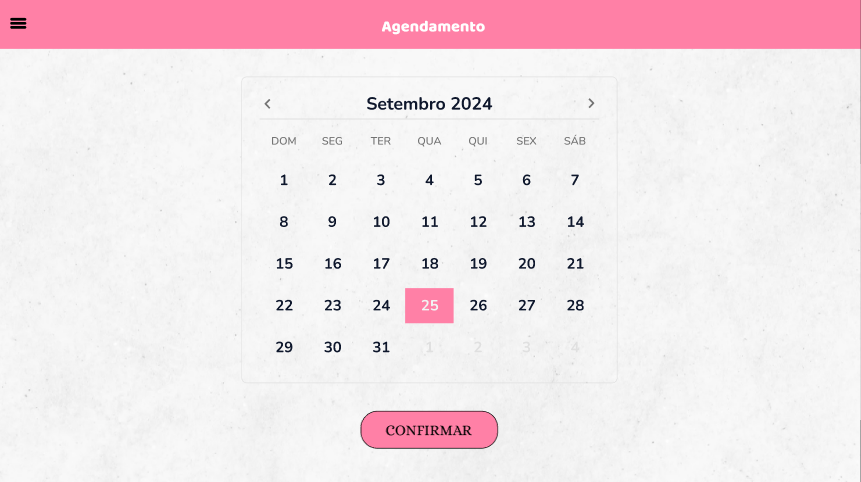 Agendamento
Setembro 2024
DOM SEG TER QUA QUI SEX SÁB
1 2 3 4 5 6 7
8 9 10 11 12 13 14
15 16 17 18 19 20 21
22 23 24 25 26 27 28
29 30 31 1 2 3 4
CONFIRMAR